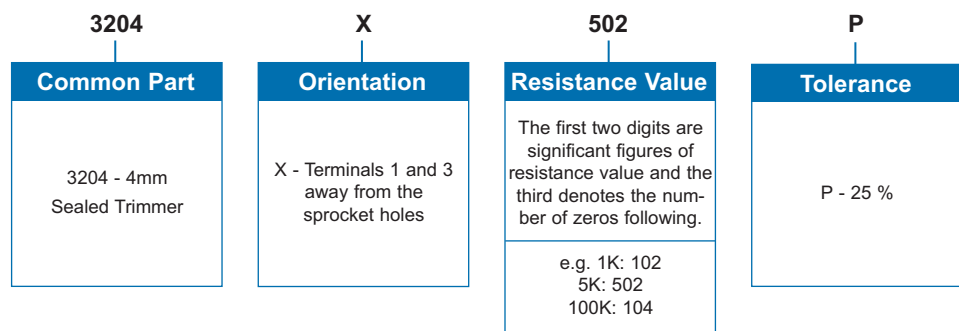 3204
Common Part
3204 - 4mm
Sealed Trimmer
X
Orientation
X - Terminals 1 and 3
away from the
sprocket holes
502
Resistance Value
The first two digits are
significant figures of
resistance value and the
third denotes the num-
ber of zeros following.
e.g. 1K: 102
5K: 502
100K: 104
P
Tolerance
P - 25 %